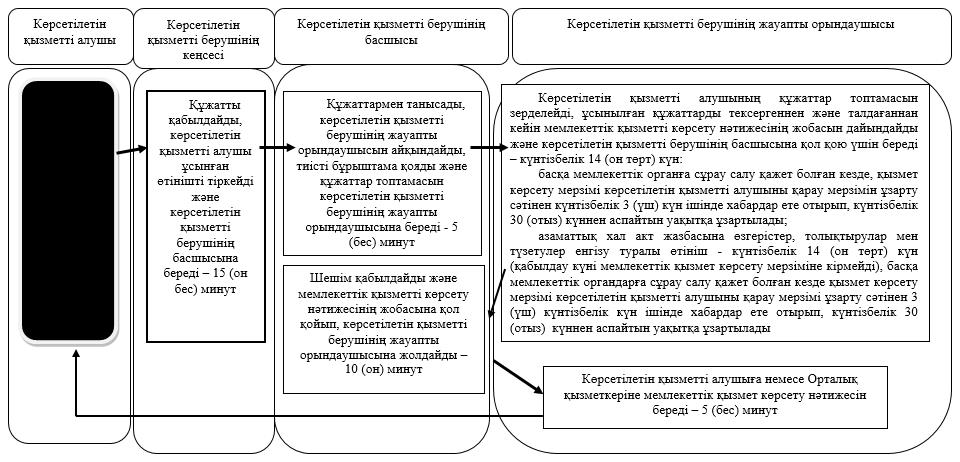 Көрсетілетін
қызметті алушы
Көрсетілетін
қызметті берушінің
кеңсесі
Көрсетілетін қызметті берушінің
басшысы
Көрсетілетін қызметті берушінің жауапты орындаушысы
Құжатты
қабылдайды,
көрсетілетін
қызметті алушы
ұсынған
өтінішті тіркейді
және
көрсетілетін
қызметті
берушінің
басшысына
береді – 15 (он
бес) минут
Құжаттармен танысады,
көрсетілетін қызметті
берушінің жауапты
орындаушысын айқындайды,
тиісті бұрыштама қояды және
құжаттар топтамасын
көрсетілетін қызметті
берушінің жауапты
орындаушысына береді - 5
(бес) минут
Шешім қабылдайды және
мемлекеттік қызметті көрсету
нәтижесінің жобасына қол
қойып, көрсетілетін қызметті
берушінің жауапты
орындаушысына жолдайды –
10 (он) минут
Көрсетілетін қызметті алушының құжаттар топтамасын
зерделейді, ұсынылған құжаттарды тексергеннен және талдағаннан
кейін мемлекеттік қызметті көрсету нәтижесінің жобасын дайындайды
және көрсетілетін қызметті берушінің басшысына қол қою үшін береді
– күнтізбелік 14 (он төрт) күн:
басқа мемлекеттік органға сұрау салу қажет болған кезде, қызмет
көрсету мерзімі көрсетілетін қызметті алушыны қарау мерзімін ұзарту
сәтінен күнтізбелік 3 (үш) күн ішінде хабардар ете отырып, күнтізбелік
30 (отыз) күннен аспайтын уақытқа ұзартылады;
азаматтық хал акт жазбасына өзгерістер, толықтырулар мен
түзетулер енгізу туралы өтініш - күнтізбелік 14 (он төрт) күн
(қабылдау күні мемлекеттік қызмет көрсету мерзіміне кірмейді), басқа
мемлекеттік органдарға сұрау салу қажет болған кезде қызмет көрсету
мерзімі көрсетілетін қызметті алушыны қарау мерзімі ұзарту сәтінен 3
(үш) күнтізбелік күн ішінде хабардар ете отырып, күнтізбелік 30
(отыз) күннен аспайтын уақытқа ұзартылады
Көрсетілетін қызметті алушыға немесе Орталық
қызметкеріне мемлекеттік қызмет көрсету нәтижесін
береді – 5 (бес) минут